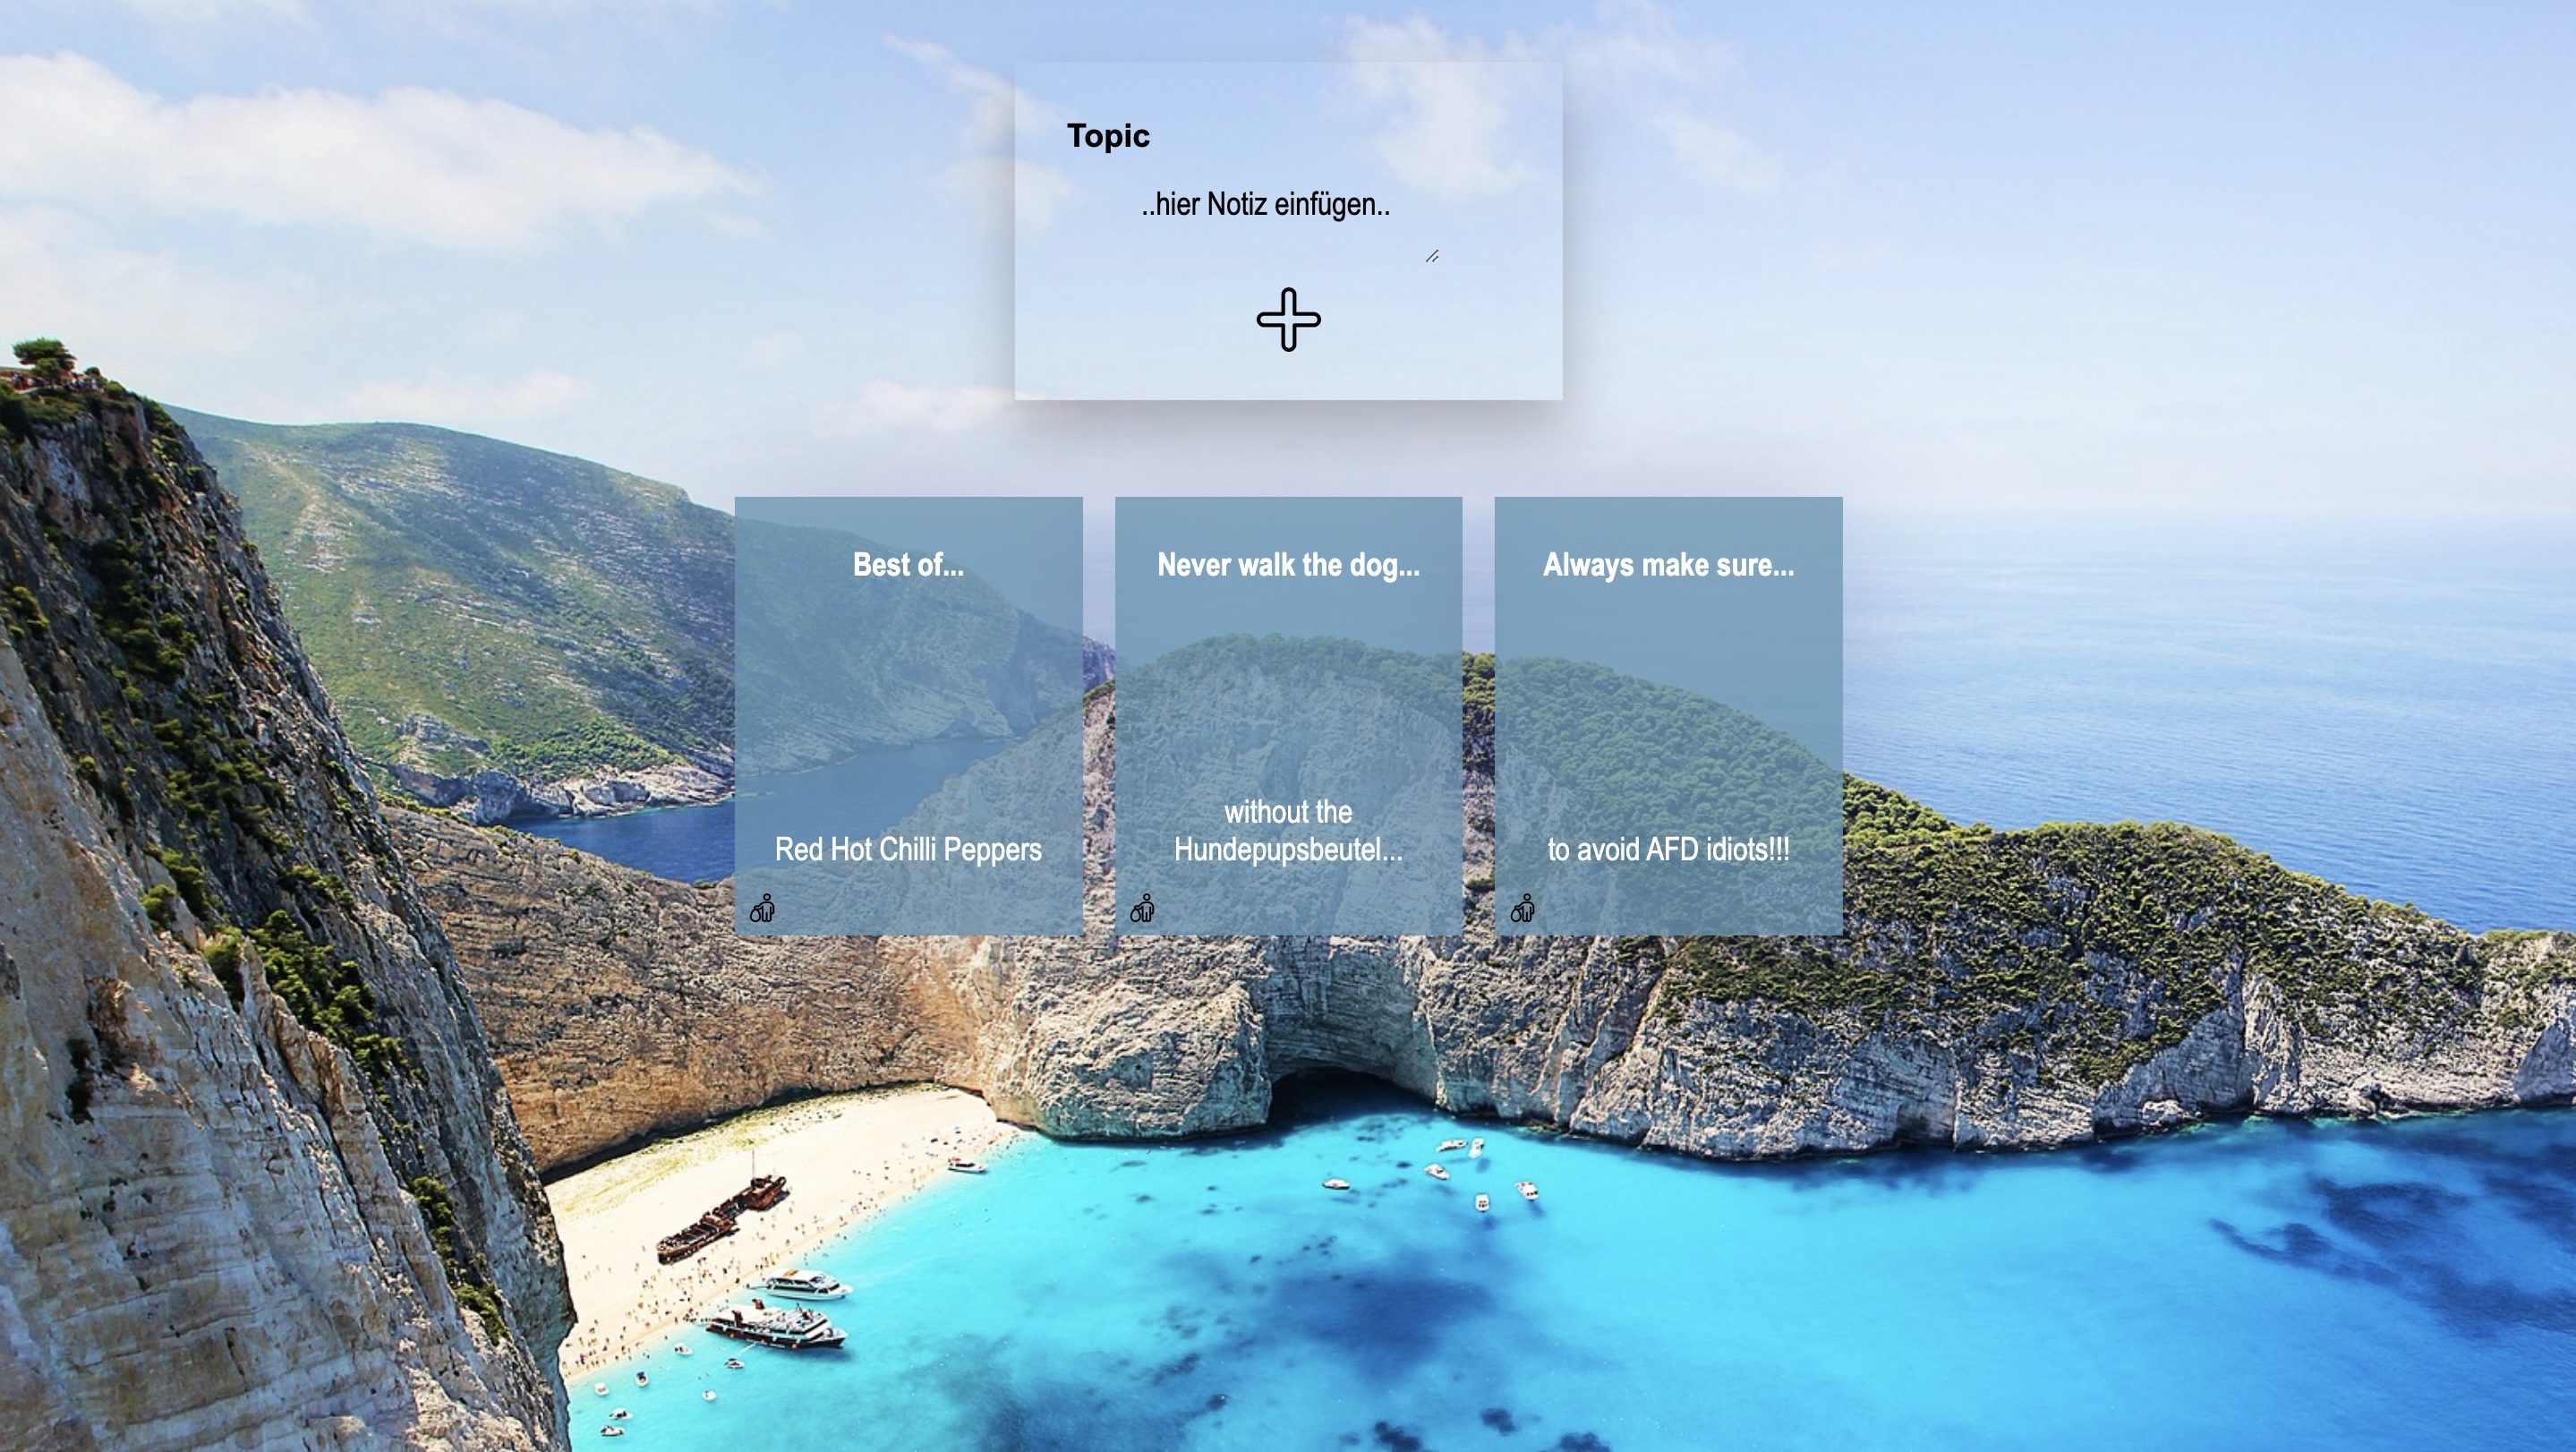 Topic
..hier Notiz einfügen..
Best of...
Red Hot Chilli Peppers
Never walk the dog...
without the
Hundepupsbeutel...
Always make sure...
to avoid AFD idiots!!!